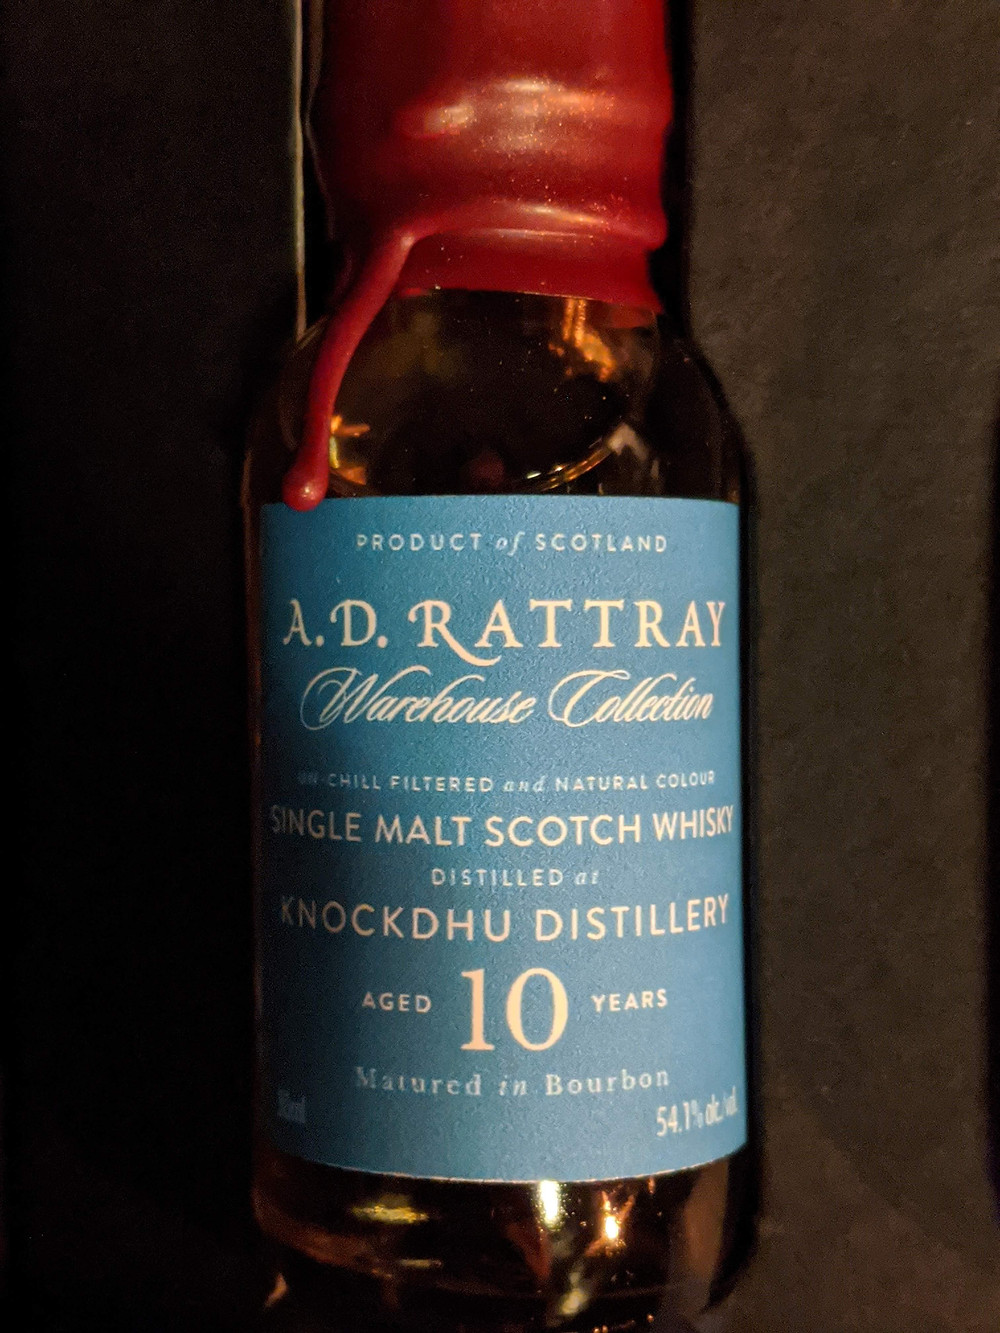 PRODUCT of SCOTLAND
A.D. RATTRAY
Warehouse Collection
UN-CHILL FILTERED and NATURAL COLOUR
SINGLE MALT SCOTCH WHISKY
DISTILLED at
KNOCKDHU DISTILLERY
AGED 10 YEARS
Matured in Bourbon
54.1% alc./vol.